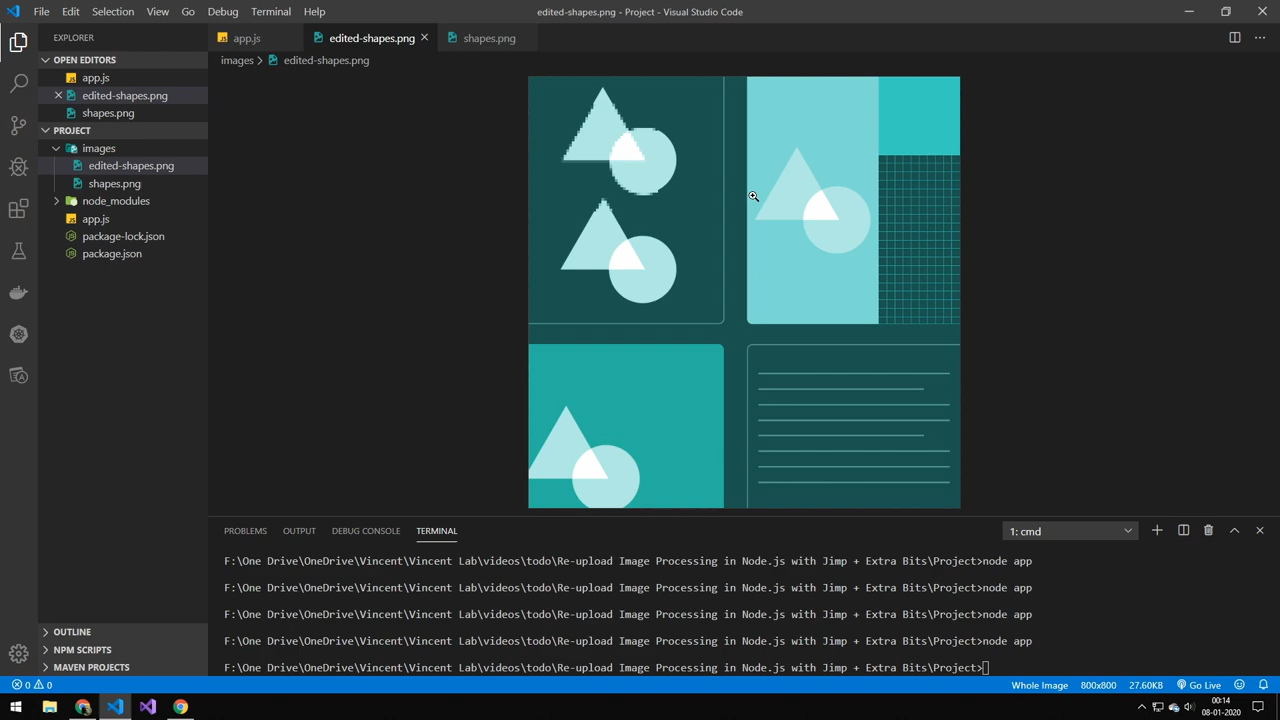 File Edit Selection View Go Debug Terminal Help
edited-shapes.png - Project - Visual Studio Code
EXPLORER
app.js
edited-shapes.png
shapes.png
OPEN EDITORS
images
edited-shapes.png
app.js
edited-shapes.png
shapes.png
PROJECT
images
edited-shapes.png
shapes.png
node_modules
app.js
package-lock.json
package.json
PROBLEMS OUTPUT DEBUG CONSOLE TERMINAL
1: cmd
F:\One Drive\OneDrive\Vincent\Vincent Lab\videos\todo\Re-upload Image Processing in Node.js with Jimp + Extra Bits\Project>node app
F:\One Drive\OneDrive\Vincent\Vincent Lab\videos\todo\Re-upload Image Processing in Node.js with Jimp + Extra Bits\Project>node app
F:\One Drive\OneDrive\Vincent\Vincent Lab\videos\todo\Re-upload Image Processing in Node.js with Jimp + Extra Bits\Project>node app
F:\One Drive\OneDrive\Vincent\Vincent Lab\videos\todo\Re-upload Image Processing in Node.js with Jimp + Extra Bits\Project>node app
F:\One Drive\OneDrive\Vincent\Vincent Lab\videos\todo\Re-upload Image Processing in Node.js with Jimp + Extra Bits\Project>
OUTLINE
NPM SCRIPTS
MAVEN PROJECTS
0 0
Whole Image 800x800 27.60KB Go Live
00:14
08-01-2020